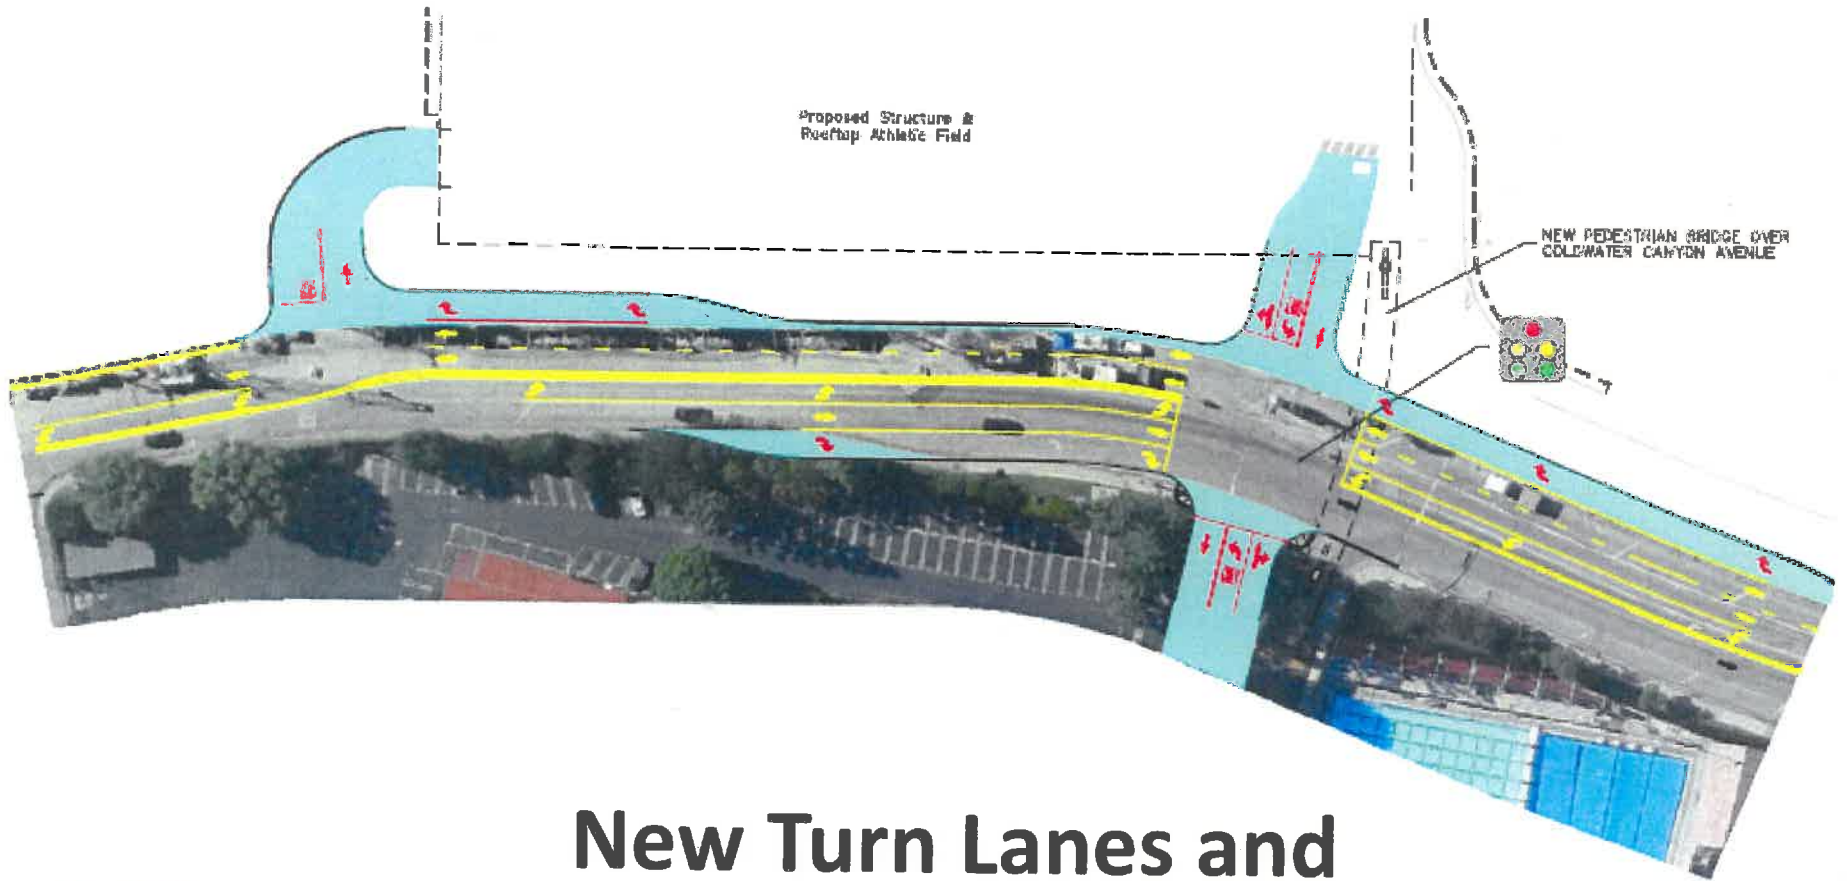 Proposed Structure &
Rooftop Athletic Field
NEW PEDESTRIAN BRIDGE OVER
COLDWATER CANYON AVENUE
New Turn Lanes and